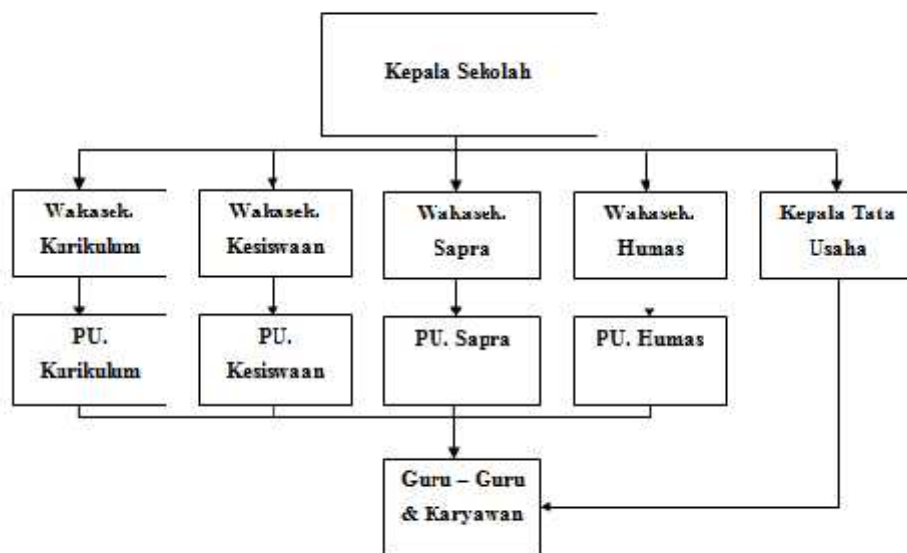 Kepala Sekolah
Wakasek.
Kurikulum
Wakasek.
Kesiswaan
Wakasek.
Sapra
Wakasek.
Humas
Kepala Tata
Usaha
PU.
Kurikulum
PU.
Kesiswaan
PU. Sapra
PU. Humas
Guru – Guru
& Karyawan